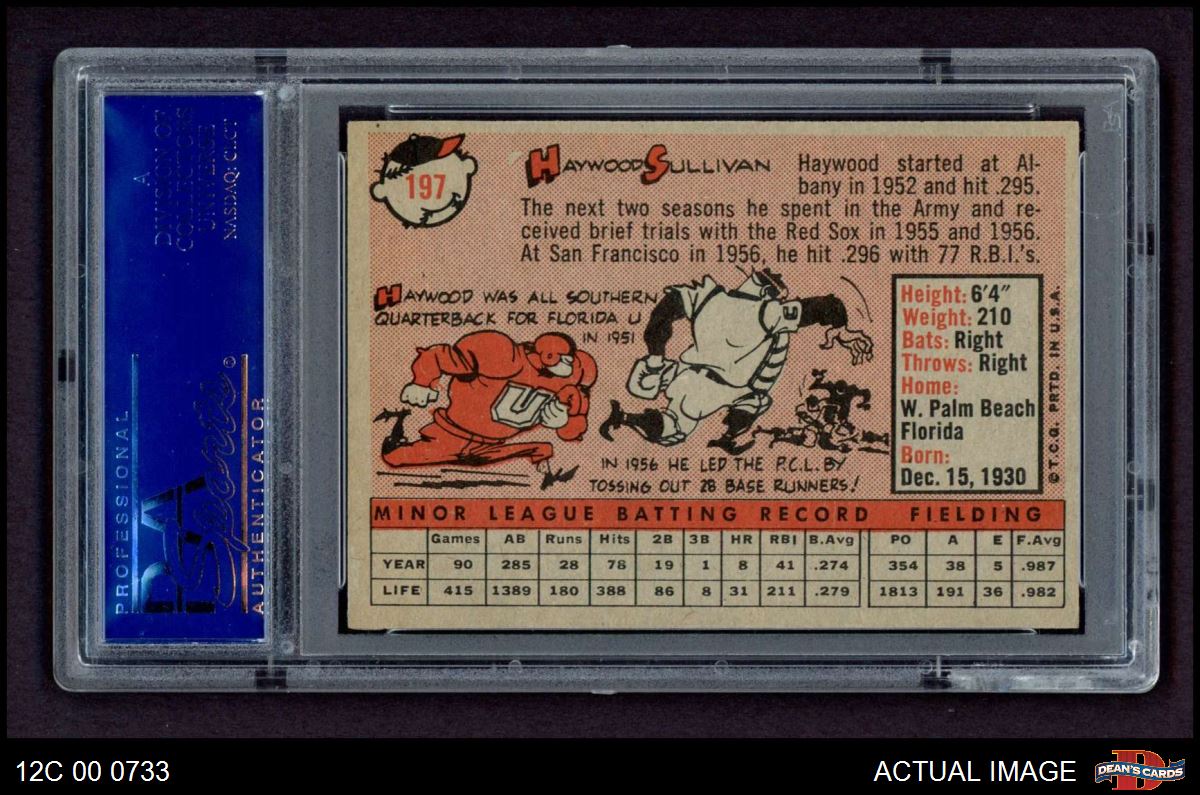 A
DIVISION OF
COLLECTORS
UNIVERSE
NASDAQ: CLCT
PROFESSIONAL
PSA
Sports
AUTHENTICATOR
197
HAYWOOD SULLIVAN
Haywood started at Al-
bany in 1952 and hit .295.
The next two seasons he spent in the Army and re-
ceived brief trials with the Red Sox in 1955 and 1956.
At San Francisco in 1956, he hit .296 with 77 R.B.I.'s.
HAYWOOD WAS ALL SOUTHERN
QUARTERBACK FOR FLORIDA U
IN 1951
U
IN 1956 HE LED THE P.C.L. BY
TOSSING OUT 28 BASE RUNNERS!
Height: 6'4"
Weight: 210
Bats: Right
Throws: Right
Home:
W. Palm Beach
Florida
Born:
Dec. 15, 1930
© T.C.G. PRTD. IN U.S.A.
MINOR LEAGUE BATTING RECORD FIELDING
Games AB Runs Hits 2B 3B HR RBI B.Avg PO A E F.Avg
YEAR 90 285 28 78 19 1 8 41 .274 354 38 5 .987
LIFE 415 1389 180 388 86 8 31 211 .279 1813 191 36 .982
12C 00 0733
ACTUAL IMAGE
D
DEAN'S CARDS